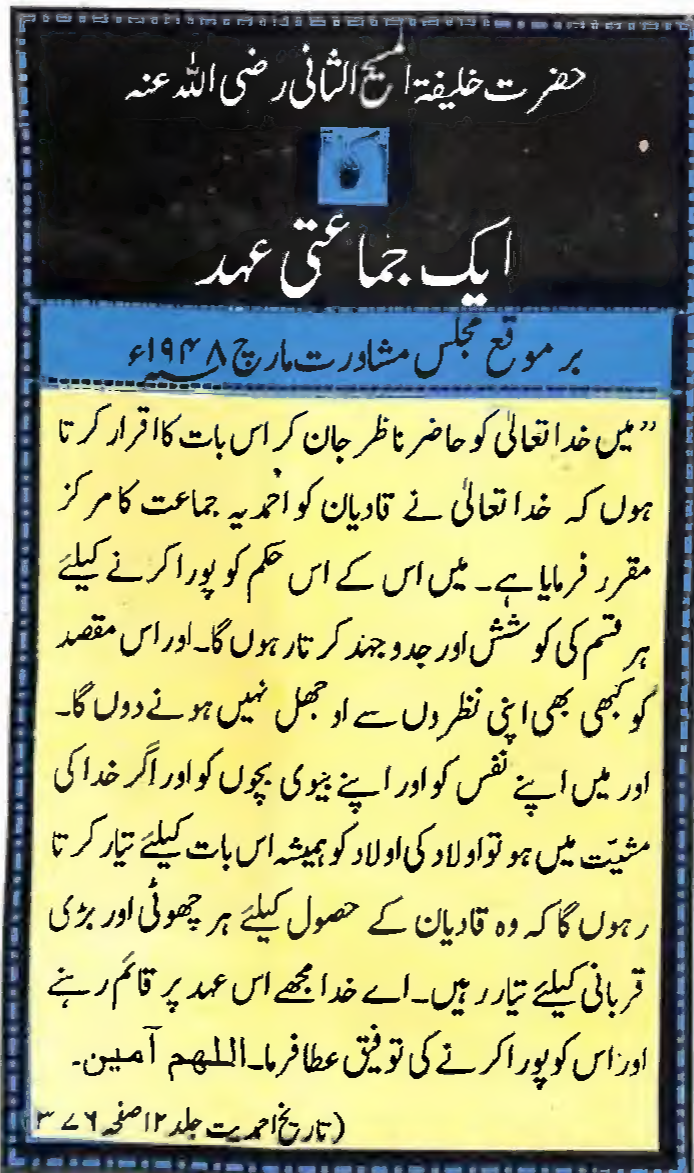 حضرت خلیفۃ المسیح الثانی رضی اللہ عنہ
ایک جماعتی عہد
بر موقع مجلس مشاورت مارچ ۱۹۴۸ء
”میں خدا تعالیٰ کو حاضر ناظر جان کر اس بات کا اقرار کرتا
ہوں کہ خدا تعالیٰ نے قادیان کو احمدیہ جماعت کا مرکز
مقرر فرمایا ہے۔ میں اس کے اس حکم کو پورا کرنے کیلئے
ہر قسم کی کوشش اور جدوجہد کرتا رہوں گا۔ اور اس مقصد
کو کبھی بھی اپنی نظروں سے اوجھل نہیں ہونے دوں گا۔
اور میں اپنے نفس کو اور اپنے بیوی بچوں کو اور اگر خدا کی
مشیّت میں ہو تو اولاد کی اولاد کو ہمیشہ اس بات کیلئے تیار کرتا
رہوں گا کہ وہ قادیان کے حصول کیلئے ہر چھوٹی اور بڑی
قربانی کیلئے تیار رہیں۔ اے خدا مجھے اس عہد پر قائم رہنے
اور اس کو پورا کرنے کی توفیق عطا فرما۔ اللھم آمین۔
(تاریخ احمدیت جلد ۱۲ صفحہ ۳۷۶)